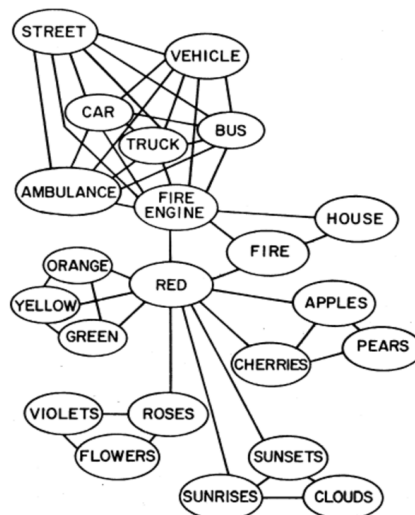 STREET
VEHICLE
CAR
TRUCK
BUS
AMBULANCE
FIRE
ENGINE
HOUSE
FIRE
ORANGE
RED
YELLOW
GREEN
APPLES
PEARS
CHERRIES
VIOLETS
ROSES
FLOWERS
SUNSETS
SUNRISES
CLOUDS